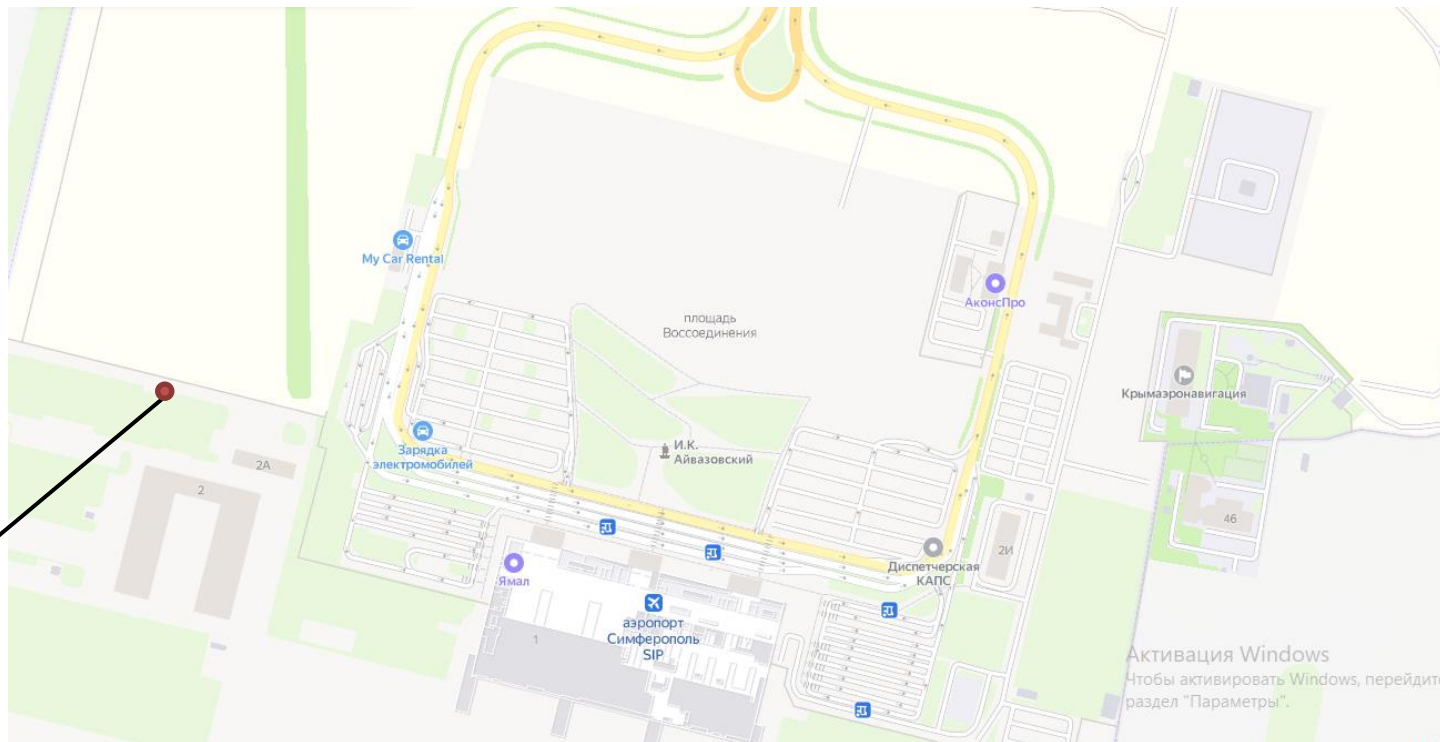 My Car Rental
АконсПро
площадь
Воссоединения
Крымаэронавигация
И.К.
Айвазовский
Зарядка
электромобилей
2А
2
46
2И
Диспетчерская
КАПС
Ямал
аэропорт
Симферополь
SIP
1
Активация Windows
Чтобы активировать Windows, перейдите
раздел "Параметры".